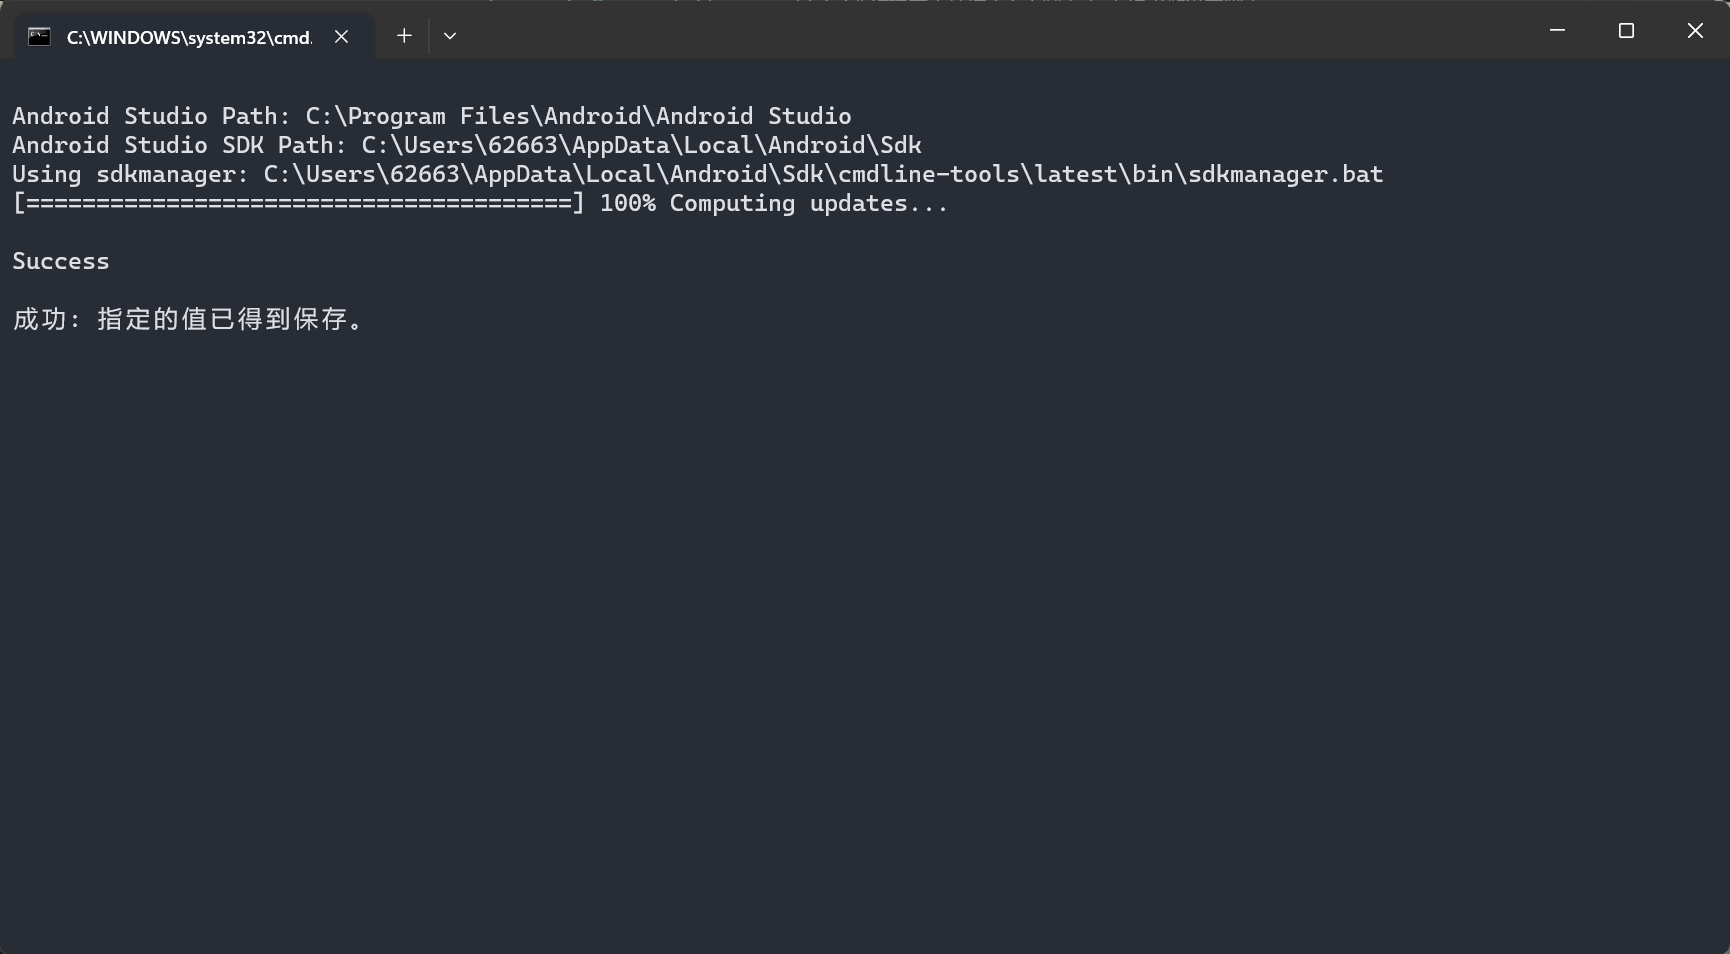 C:\WINDOWS\system32\cmd.
Android Studio Path: C:\Program Files\Android\Android Studio
Android Studio SDK Path: C:\Users\62663\AppData\Local\Android\Sdk
Using sdkmanager: C:\Users\62663\AppData\Local\Android\Sdk\cmdline-tools\latest\bin\sdkmanager.bat
[=======================================] 100% Computing updates...
Success
成功: 指定的值已得到保存。